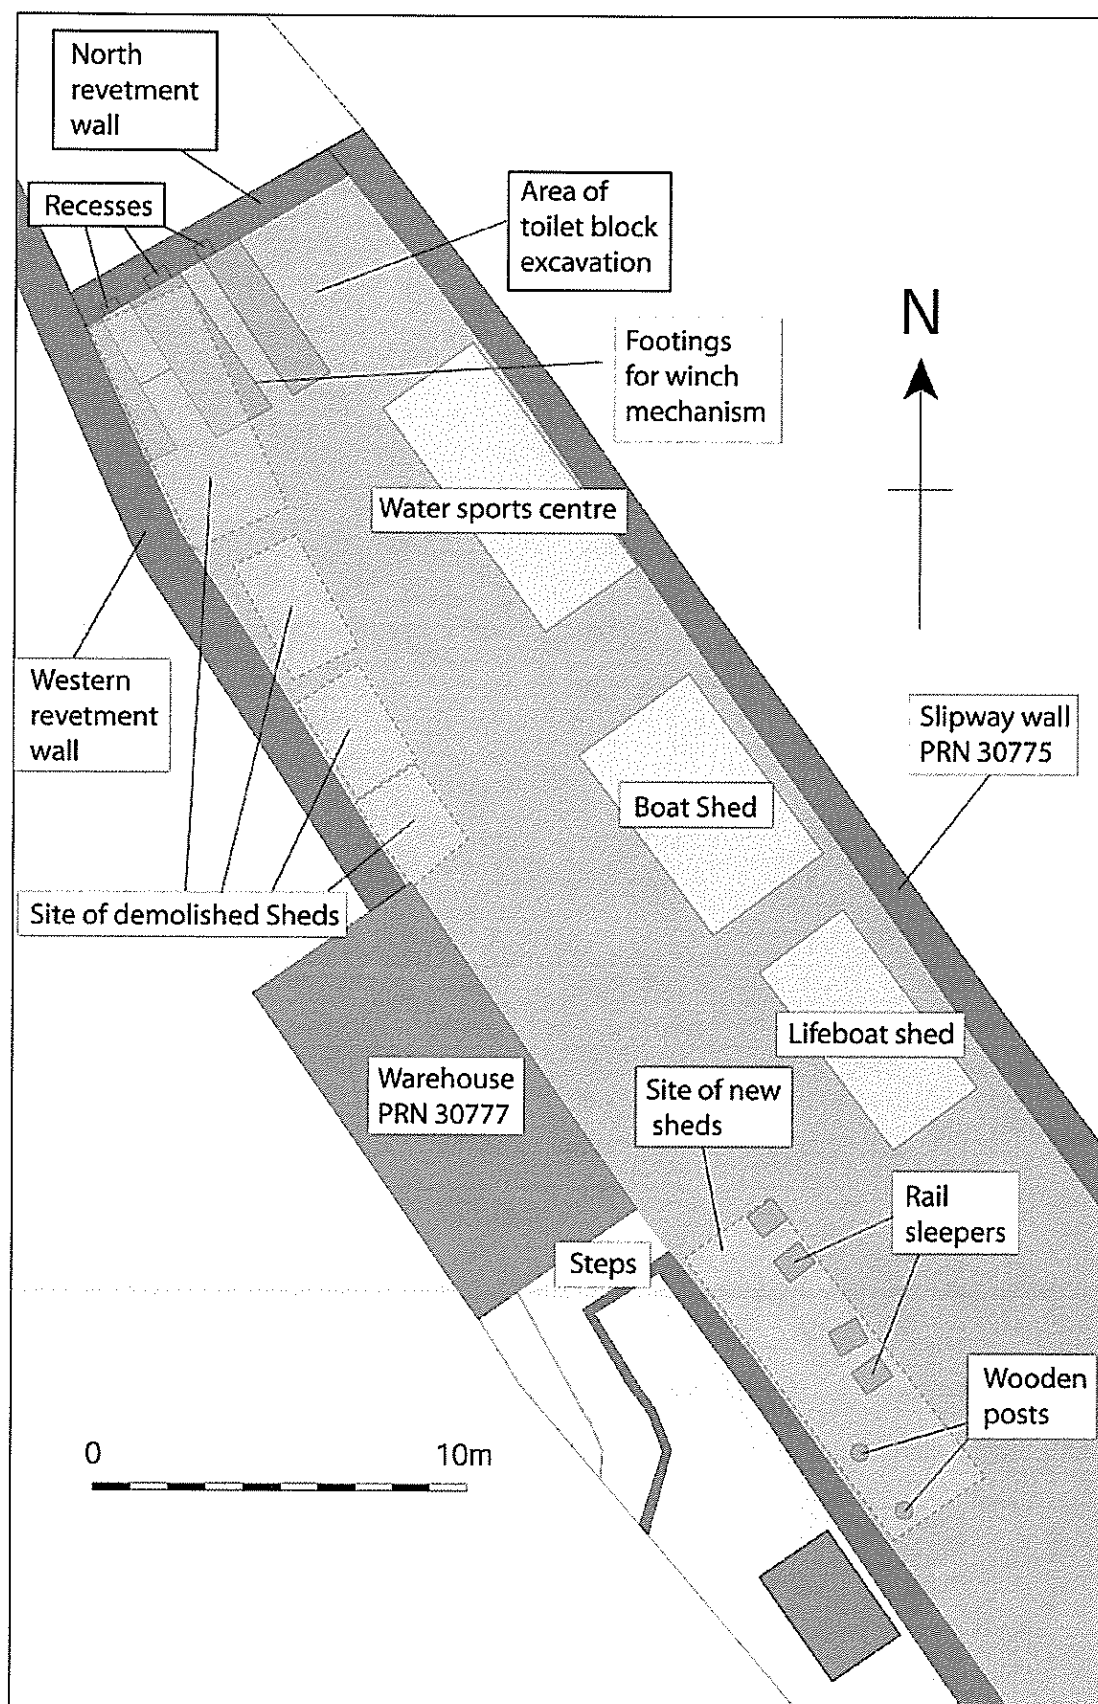 North
revetment
wall
Recesses
Area of
toilet block
excavation
N
Footings
for winch
mechanism
Water sports centre
Western
revetment
wall
Slipway wall
PRN 30775
Boat Shed
Site of demolished Sheds
Lifeboat shed
Warehouse
PRN 30777
Site of new
sheds
Rail
sleepers
Steps
Wooden
posts
0 10m